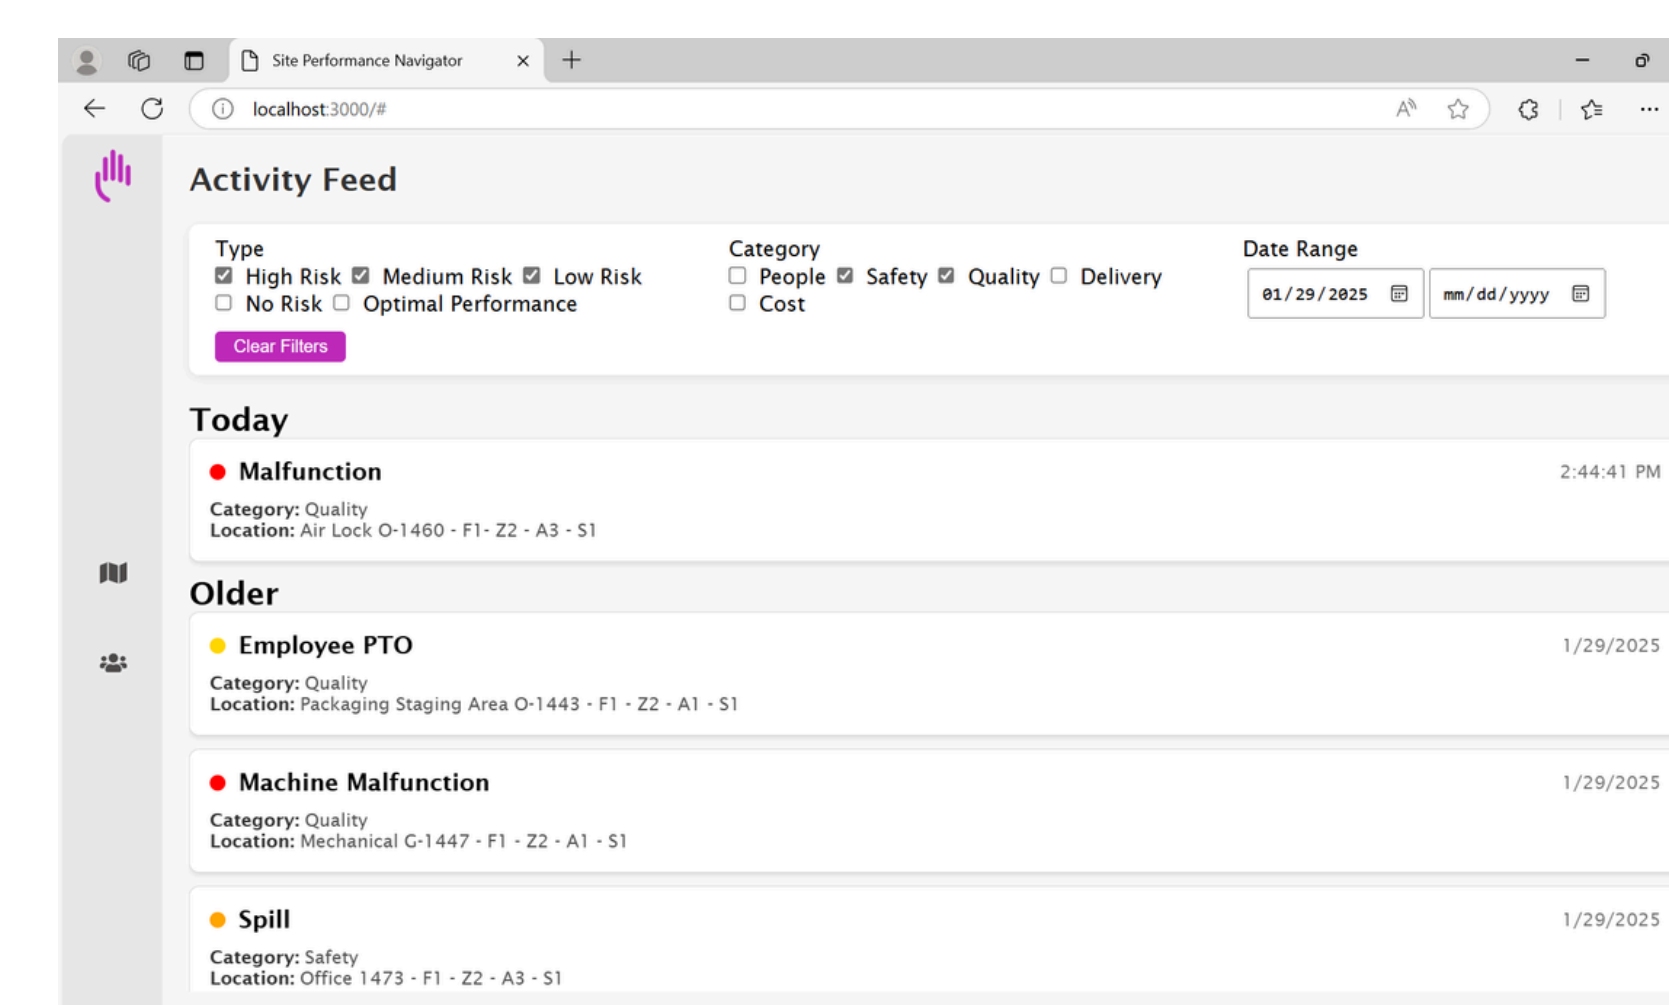 Site Performance Navigator
localhost:3000/#
Activity Feed
Type
High Risk Medium Risk Low Risk
No Risk Optimal Performance
Clear Filters
Category
People Safety Quality Delivery
Cost
Date Range
01/29/2025 mm/dd/yyyy
Today
Malfunction 2:44:41 PM
Category: Quality
Location: Air Lock O-1460 - F1- Z2 - A3 - S1
Older
Employee PTO 1/29/2025
Category: Quality
Location: Packaging Staging Area O-1443 - F1 - Z2 - A1 - S1
Machine Malfunction 1/29/2025
Category: Quality
Location: Mechanical G-1447 - F1 - Z2 - A1 - S1
Spill 1/29/2025
Category: Safety
Location: Office 1473 - F1 - Z2 - A3 - S1